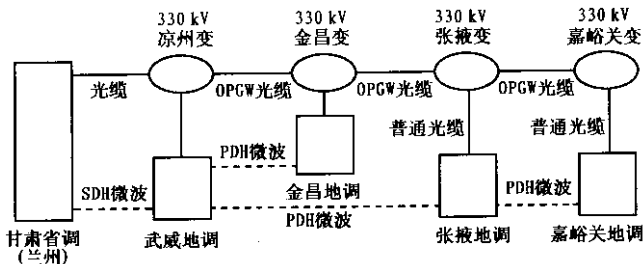 330 kV 330 kV 330 kV 330 kV
凉州变 金昌变 张掖变 嘉峪关变
光缆 OPGW光缆 OPGW光缆 OPGW光缆
普通光缆 普通光缆
PDH微波
金昌地调
SDH微波 PDH微波
PDH微波
甘肃省调 武威地调 张掖地调 嘉峪关地调
(兰州)